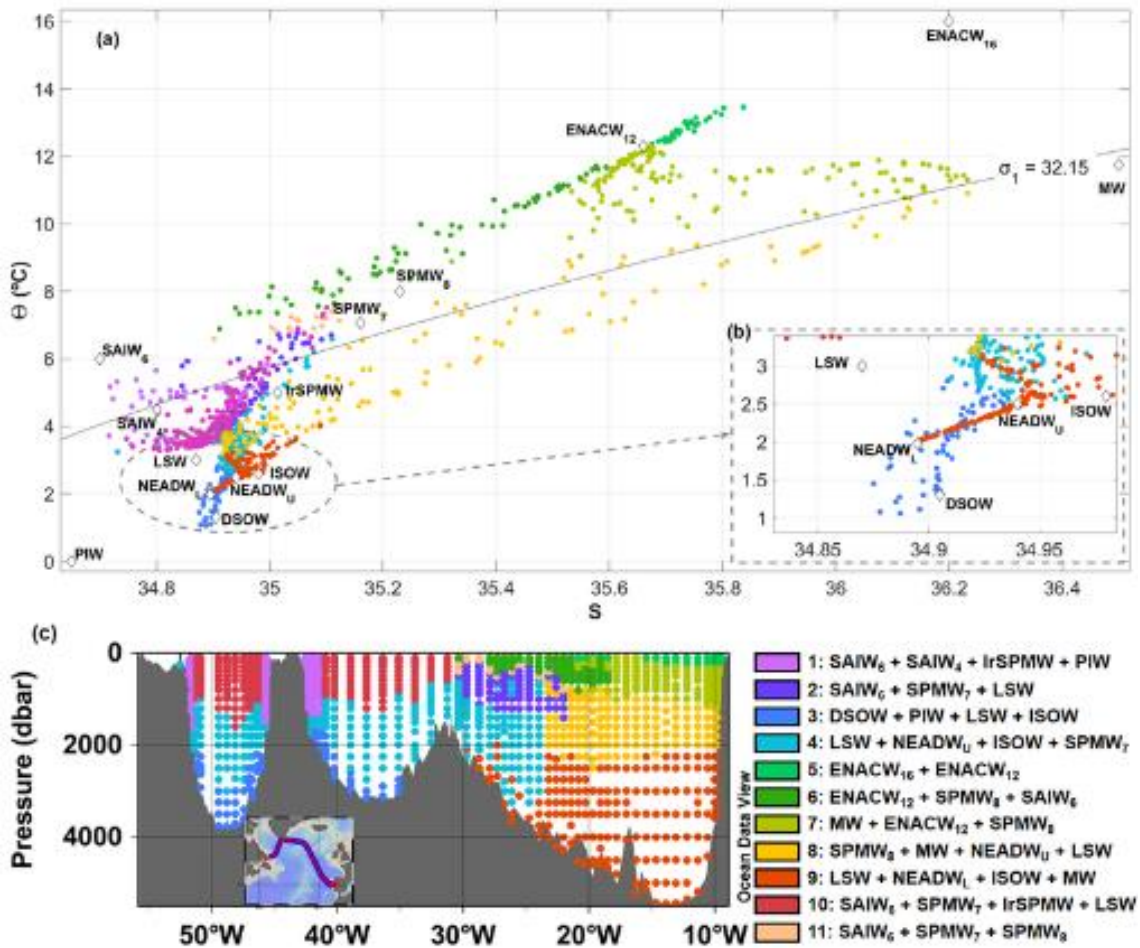 (a)
16
14
12
10
8
6
4
2
0
Θ (ºC)
34.8
35
35.2
35.4
35.6
35.8
36
36.2
36.4
S
ENACW16
ENACW12
σ1 = 32.15
MW
SPMW8
SPMW7
SAIW6
IrSPMW
SAIW4
LSW
ISOW
NEADWL
NEADWU
DSOW
PIW
(b)
3
2.5
2
1.5
1
LSW
ISOW
NEADWU
NEADWL
DSOW
34.85
34.9
34.95
(c)
Pressure (dbar)
0
2000
4000
50°W
40°W
30°W
20°W
10°W
Ocean Data View
1: SAIW6 + SAIW4 + IrSPMW + PIW
2: SAIW6 + SPMW7 + LSW
3: DSOW + PIW + LSW + ISOW
4: LSW + NEADWU + ISOW + SPMW7
5: ENACW16 + ENACW12
6: ENACW12 + SPMW8 + SAIW6
7: MW + ENACW12 + SPMW8
8: SPMW8 + MW + NEADWU + LSW
9: LSW + NEADWL + ISOW + MW
10: SAIW6 + SPMW7 + IrSPMW + LSW
11: SAIW6 + SPMW7 + SPMW8